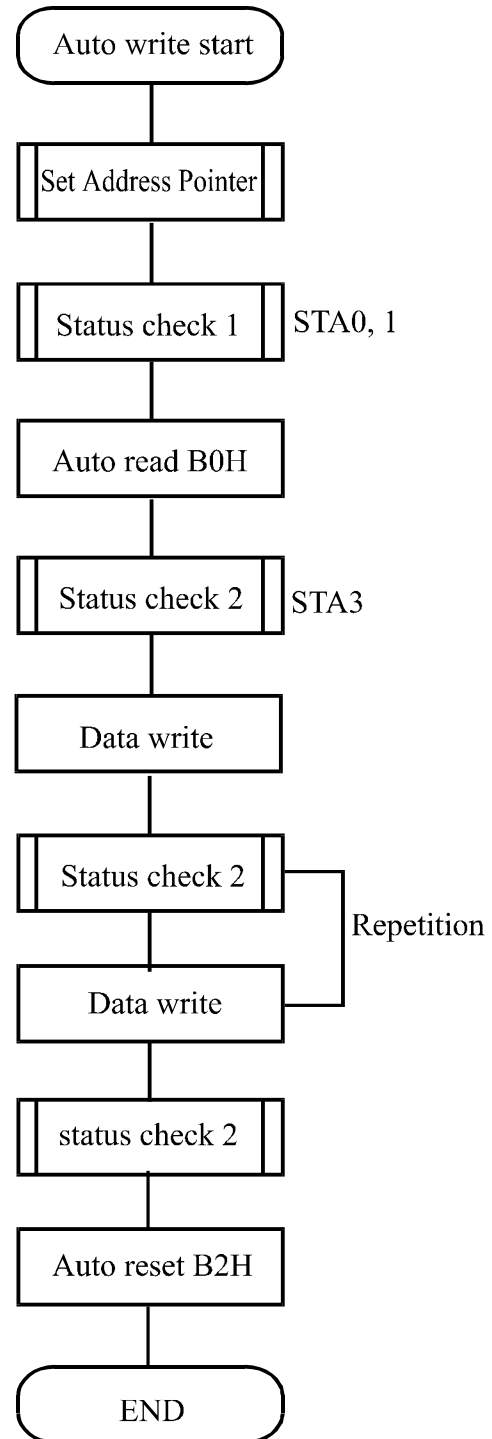 Auto write start
Set Address Pointer
Status check 1
STA0, 1
Auto read B0H
Status check 2
STA3
Data write
Status check 2
Repetition
Data write
status check 2
Auto reset B2H
END